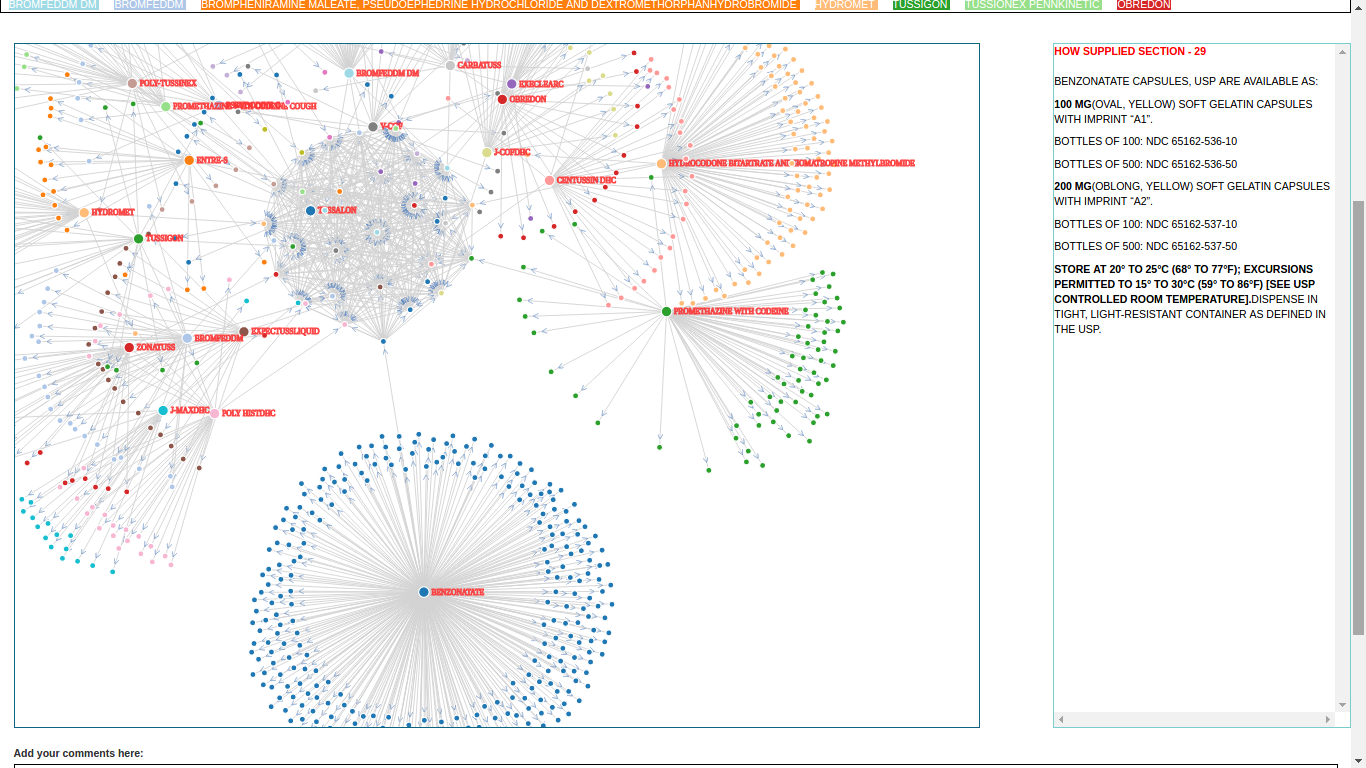 BROMFEDDM DM BROMFEDDM BROMPHENIRAMINE MALEATE, PSEUDOEPHEDRINE HYDROCHLORIDE AND DEXTROMETHORPHANHYDROBROMIDE HYDROMET TUSSIGON TUSSIONEX PENNKINETIC OBREDON
CARBATUSS
BROMFEDDM DM
POLY-TUSSINEX
EXRCLEARC
OBREDON
COUGH
J-COFDHC
ENTRE-S
HYDROCODONE BITARTRATE AND HOMATROPINE METHYLBROMIDE
CENTUSSIN DHC
HYDROMET
TUSSIGON
PROMETHAZINE WITH CODEINE
EXPECTUSSLIQUID
BROMFEDDM
ZONATUSS
J-MAXDHC
POLY HISTDHC
BENZONATATE
HOW SUPPLIED SECTION - 29
BENZONATATE CAPSULES, USP ARE AVAILABLE AS:
100 MG(OVAL, YELLOW) SOFT GELATIN CAPSULES
WITH IMPRINT “A1”.
BOTTLES OF 100: NDC 65162-536-10
BOTTLES OF 500: NDC 65162-536-50
200 MG(OBLONG, YELLOW) SOFT GELATIN CAPSULES
WITH IMPRINT “A2”.
BOTTLES OF 100: NDC 65162-537-10
BOTTLES OF 500: NDC 65162-537-50
STORE AT 20° TO 25°C (68° TO 77°F); EXCURSIONS
PERMITTED TO 15° TO 30°C (59° TO 86°F) [SEE USP
CONTROLLED ROOM TEMPERATURE].DISPENSE IN
TIGHT, LIGHT-RESISTANT CONTAINER AS DEFINED IN
THE USP.
Add your comments here: